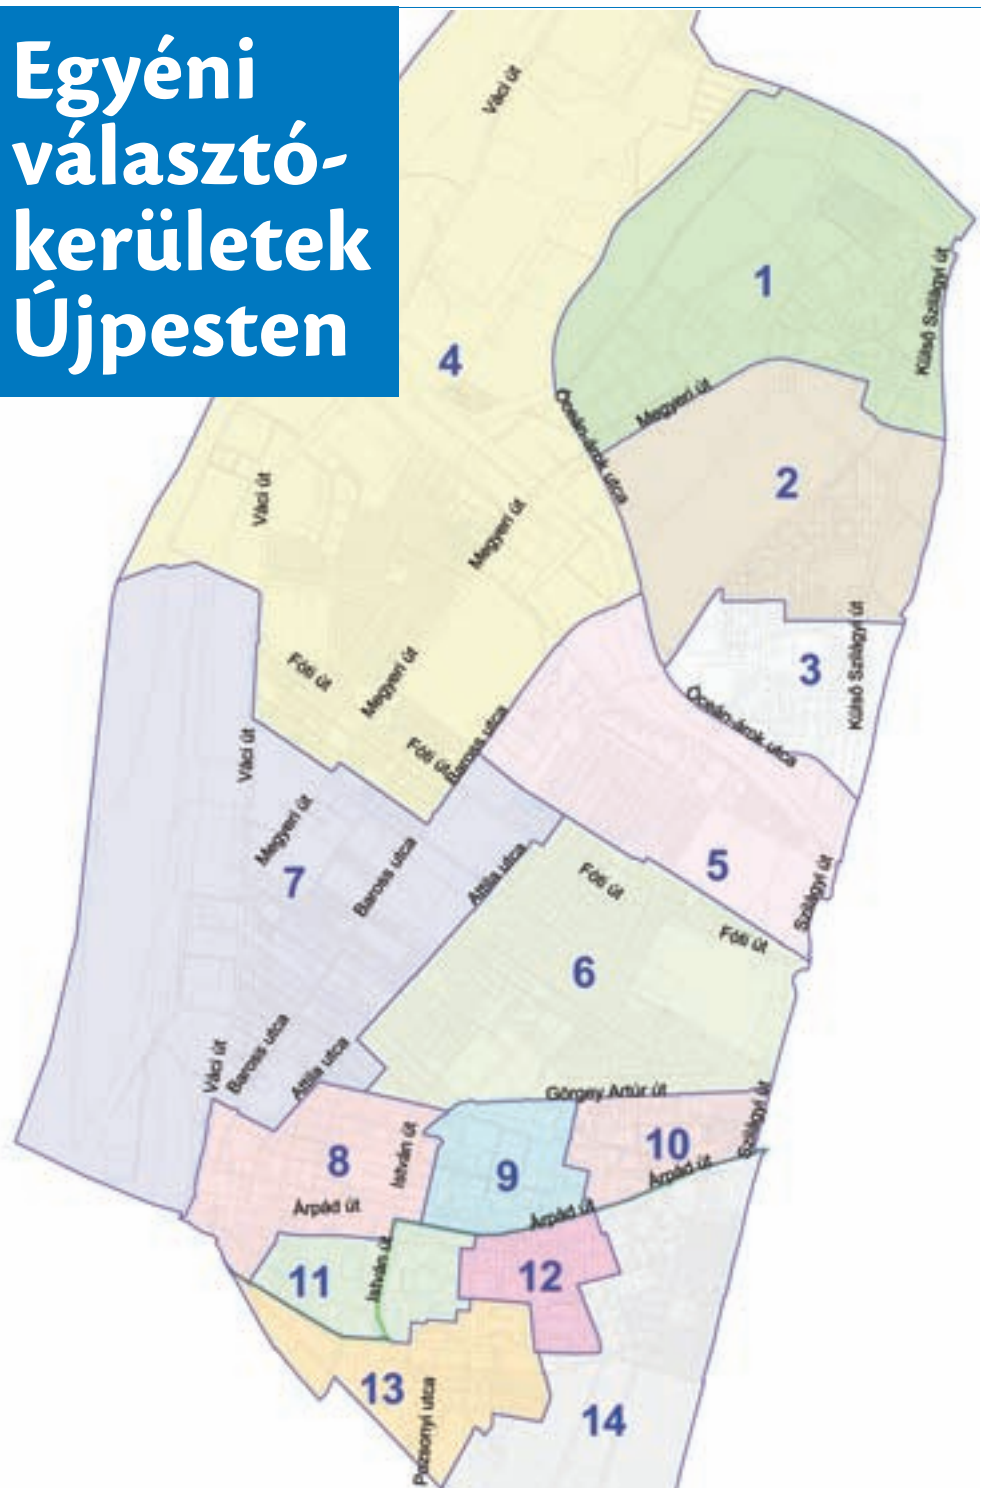 Egyéni
választó-
kerületek
Újpesten
Váci út
1
Külső Szilágyi út
4
Megyeri út
Óceán-árok utca
2
Váci út
Megyeri út
Külső Szilágyi út
3
Fóti út
Megyeri út
Óceán-árok utca
Baross utca
Fóti út
Váci út
Megyeri út
5
7
Baross utca
Attila utca
Fóti út
Szilágyi út
Fóti út
6
Váci út
Baross utca
Attila utca
Görgey Artúr út
Szilágyi út
8
István út
9
10
Árpád út
Árpád út
Árpád út
11
István út
12
13
Pozsonyi utca
14